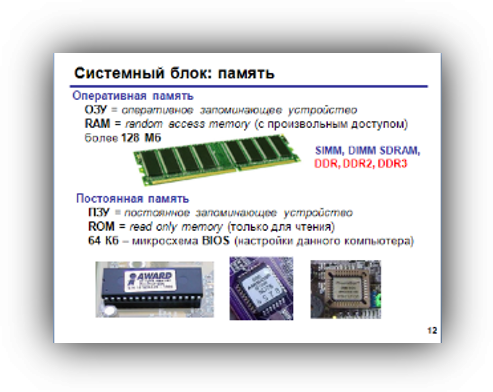 Системный блок: память
Оперативная память
ОЗУ = оперативное запоминающее устройство
RAM = random access memory (с произвольным доступом)
более 128 Мб
SIMM, DIMM SDRAM,
DDR, DDR2, DDR3
Постоянная память
ПЗУ = постоянное запоминающее устройство
ROM = read only memory (только для чтения)
64 Кб – микросхема BIOS (настройки данного компьютера)
AWARD
12